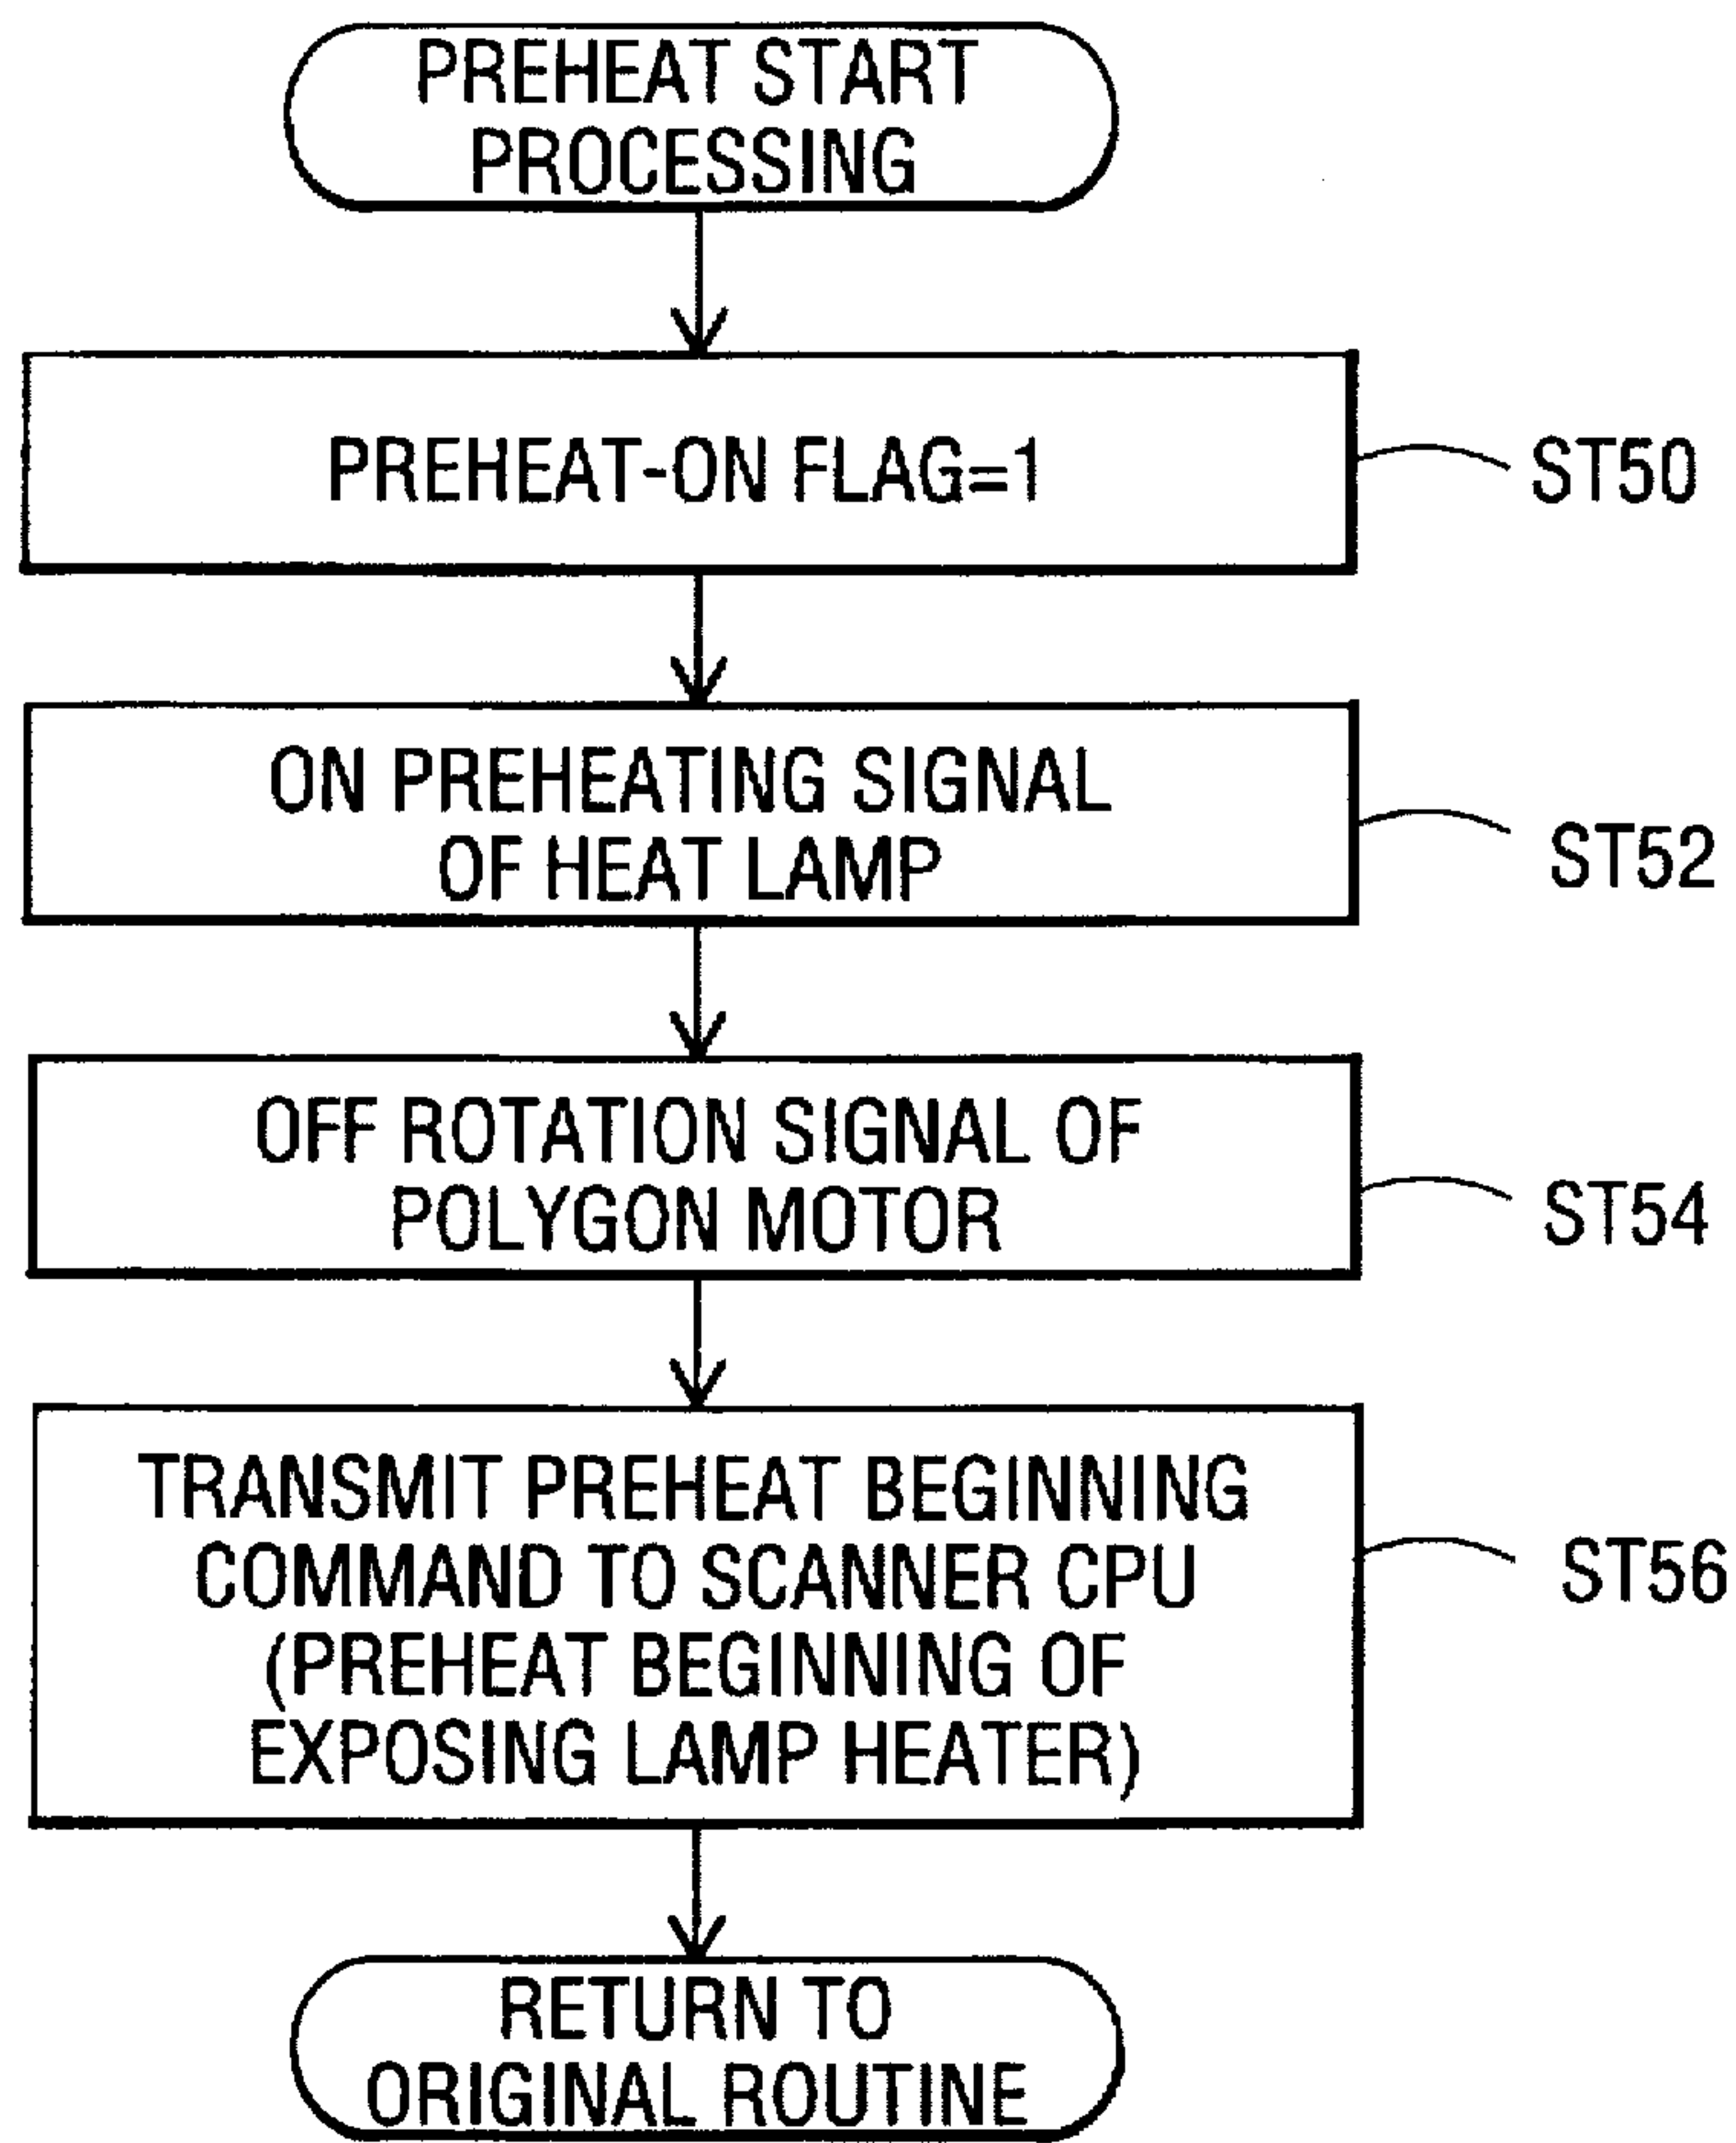 PREHEAT START
PROCESSING
PREHEAT-ON FLAG=1
ST50
ON PREHEATING SIGNAL
OF HEAT LAMP
ST52
OFF ROTATION SIGNAL OF
POLYGON MOTOR
ST54
TRANSMIT PREHEAT BEGINNING
COMMAND TO SCANNER CPU
(PREHEAT BEGINNING OF
EXPOSING LAMP HEATER)
ST56
RETURN TO
ORIGINAL ROUTINE